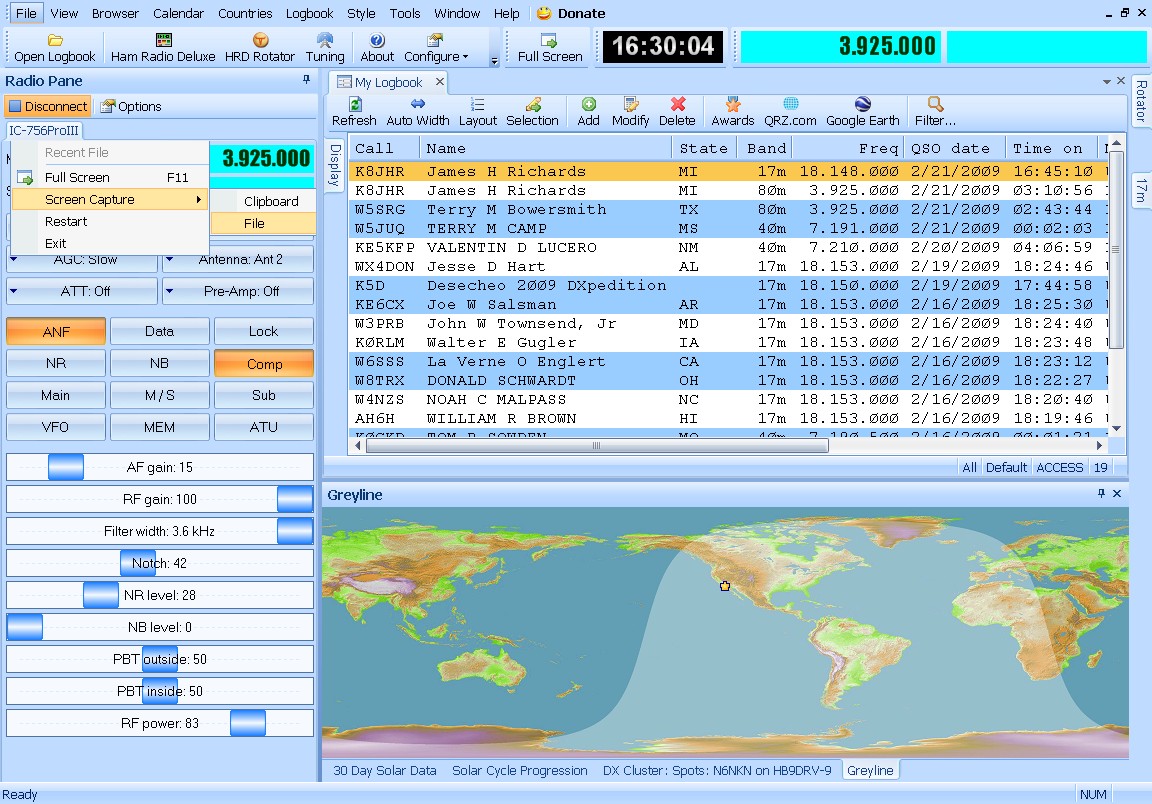 File View Browser Calendar Countries Logbook Style Tools Window Help Donate
Open Logbook Ham Radio Deluxe HRD Rotator Tuning About Configure Full Screen 16:30:04 3.925.000
Radio Pane
Disconnect Options
IC-756ProIII
Recent File
Full Screen F11
Screen Capture
Restart
Exit
Clipboard
File
3.925.000
AGC: Slow Antenna: Ant 2
ATT: Off Pre-Amp: Off
ANF Data Lock
NR NB Comp
Main M / S Sub
VFO MEM ATU
AF gain: 15
RF gain: 100
Filter width: 3.6 kHz
Notch: 42
NR level: 28
NB level: 0
PBT outside: 50
PBT inside: 50
RF power: 83
My Logbook
Refresh Auto Width Layout Selection Add Modify Delete Awards QRZ.com Google Earth Filter...
Display
Call Name State Band Freq QSO date Time on
K8JHR James H Richards MI 17m 18.148.000 2/21/2009 16:45:10
K8JHR James H Richards MI 80m 3.925.000 2/21/2009 03:10:56
W5SRG Terry M Bowersmith TX 80m 3.925.000 2/21/2009 02:43:44
W5JUQ TERRY M CAMP MS 40m 7.191.000 2/21/2009 00:02:03
KE5KFP VALENTIN D LUCERO NM 40m 7.210.000 2/20/2009 04:06:59
WX4DON Jesse D Hart AL 17m 18.153.000 2/19/2009 18:24:46
K5D Desecheo 2009 DXpedition 17m 18.150.000 2/19/2009 17:44:58
KE6CX Joe W Salsman AR 17m 18.153.000 2/16/2009 18:25:30
W3PRB John W Townsend, Jr MD 17m 18.153.000 2/16/2009 18:24:40
K0RLM Walter E Gugler IA 17m 18.153.000 2/16/2009 18:23:48
W6SSS La Verne O Englert CA 17m 18.153.000 2/16/2009 18:23:12
W8TRX DONALD SCHWARDT OH 17m 18.153.000 2/16/2009 18:22:27
W4NZS NOAH C MALPASS NC 17m 18.153.000 2/16/2009 18:20:40
AH6H WILLIAM R BROWN HI 17m 18.153.000 2/16/2009 18:19:46
All Default ACCESS 19
Rotator
17m
Greyline
30 Day Solar Data Solar Cycle Progression DX Cluster: Spots: N6NKN on HB9DRV-9 Greyline
Ready NUM